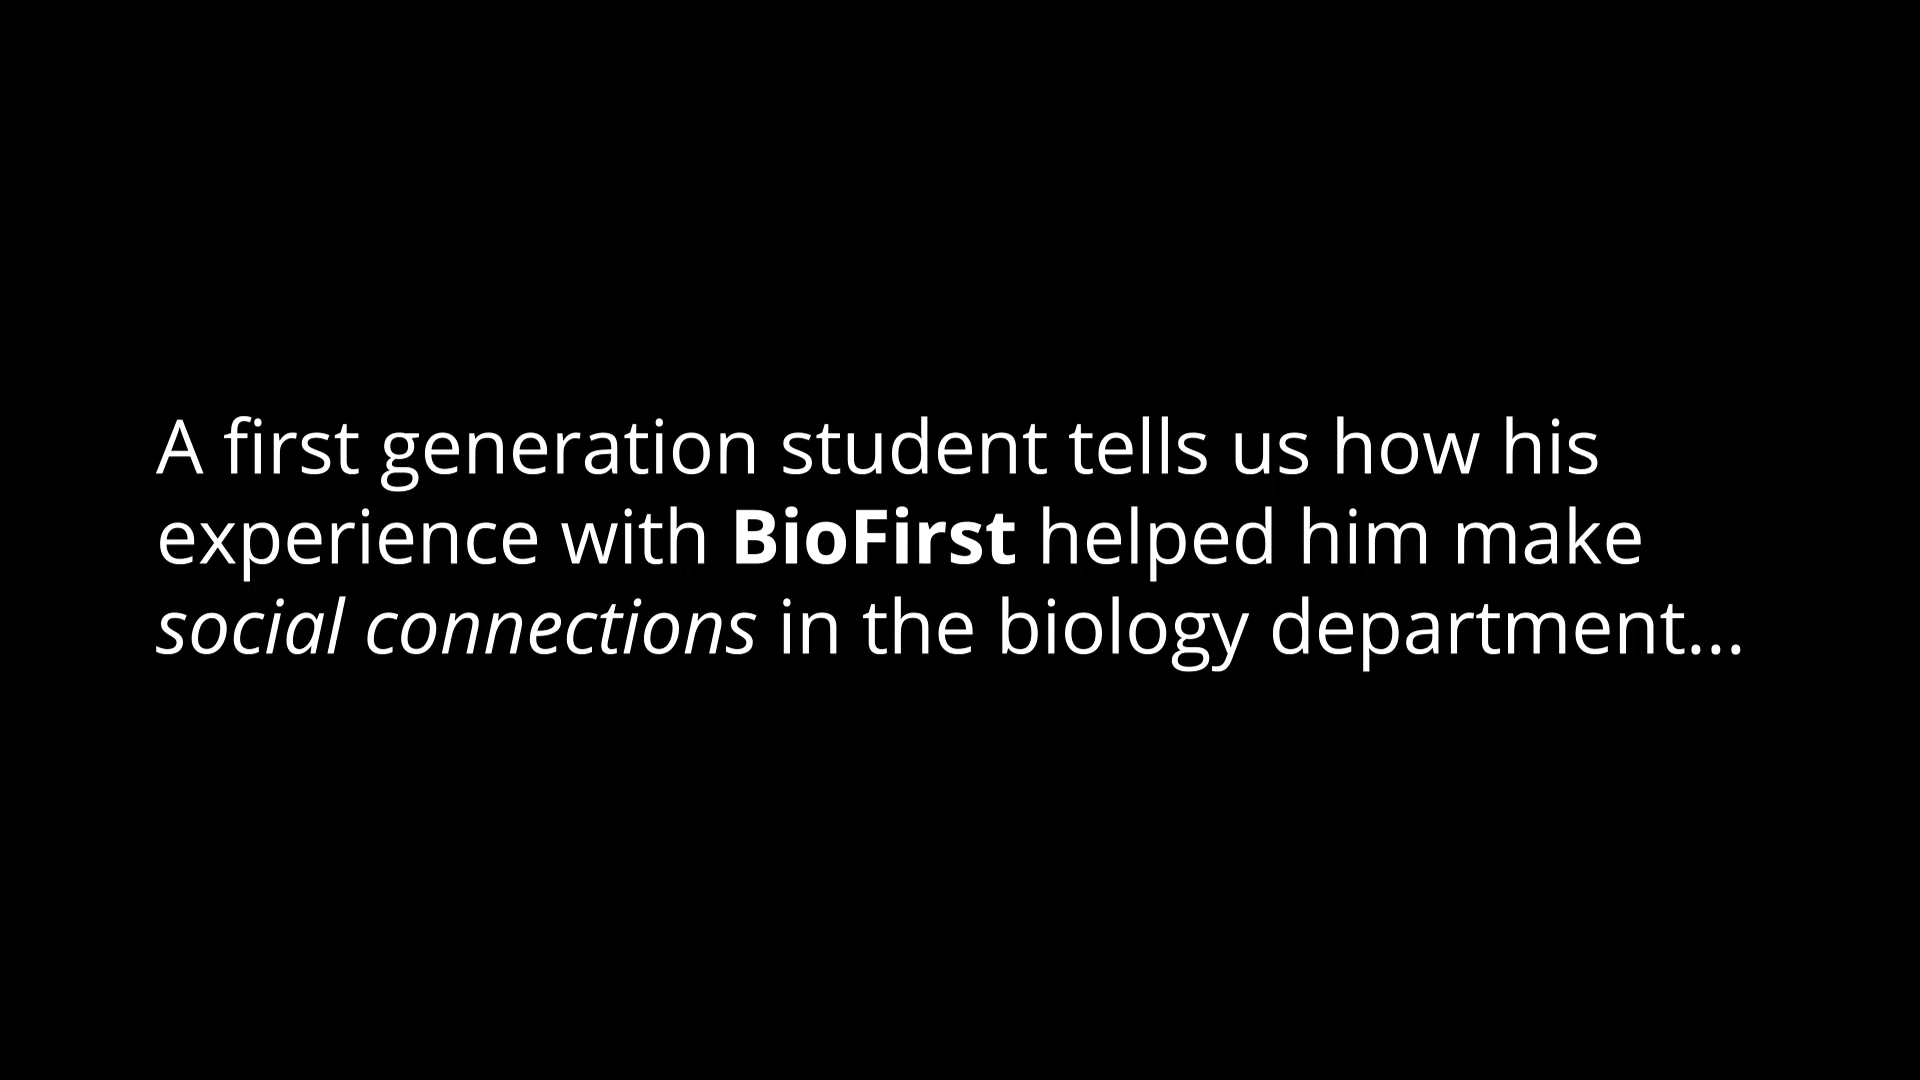 A first generation student tells us how his
experience with BioFirst helped him make
social connections in the biology department...